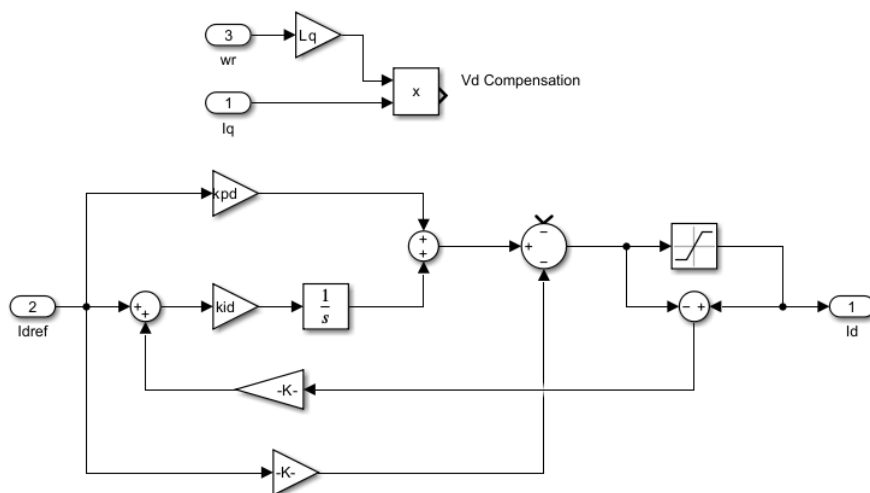 3
wr
Lq
x
Vd Compensation
1
Iq
kpd
+
+
+
−
−
2
Idref
+
+
kid
1
s
− +
1
Id
-K-
-K-